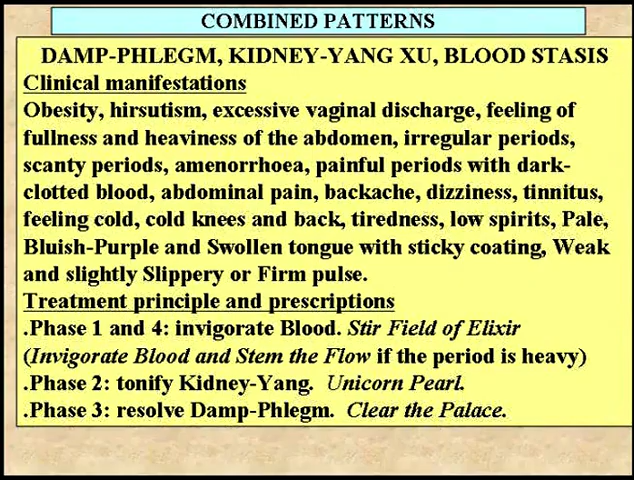 COMBINED PATTERNS
DAMP-PHLEGM, KIDNEY-YANG XU, BLOOD STASIS
Clinical manifestations
Obesity, hirsutism, excessive vaginal discharge, feeling of
fullness and heaviness of the abdomen, irregular periods,
scanty periods, amenorrhoea, painful periods with dark-
clotted blood, abdominal pain, backache, dizziness, tinnitus,
feeling cold, cold knees and back, tiredness, low spirits, Pale,
Bluish-Purple and Swollen tongue with sticky coating, Weak
and slightly Slippery or Firm pulse.
Treatment principle and prescriptions
.Phase 1 and 4: invigorate Blood. Stir Field of Elixir
(Invigorate Blood and Stem the Flow if the period is heavy)
.Phase 2: tonify Kidney-Yang. Unicorn Pearl.
.Phase 3: resolve Damp-Phlegm. Clear the Palace.